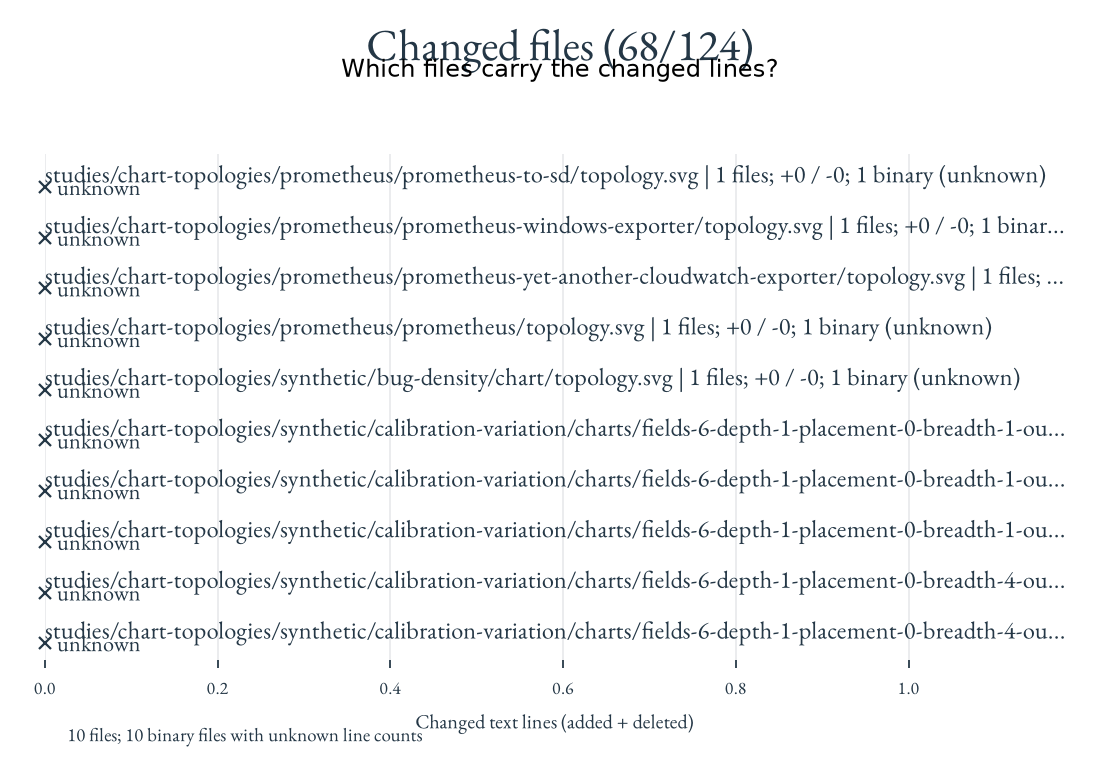 Changed files (68/124)
Which files carry the changed lines?
studies/chart-topologies/prometheus/prometheus-to-sd/topology.svg | 1 files; +0 / -0; 1 binary (unknown)
unknown
studies/chart-topologies/prometheus/prometheus-windows-exporter/topology.svg | 1 files; +0 / -0; 1 binar...
unknown
studies/chart-topologies/prometheus/prometheus-yet-another-cloudwatch-exporter/topology.svg | 1 files; ...
unknown
studies/chart-topologies/prometheus/prometheus/topology.svg | 1 files; +0 / -0; 1 binary (unknown)
unknown
studies/chart-topologies/synthetic/bug-density/chart/topology.svg | 1 files; +0 / -0; 1 binary (unknown)
unknown
studies/chart-topologies/synthetic/calibration-variation/charts/fields-6-depth-1-placement-0-breadth-1-ou...
unknown
studies/chart-topologies/synthetic/calibration-variation/charts/fields-6-depth-1-placement-0-breadth-1-ou...
unknown
studies/chart-topologies/synthetic/calibration-variation/charts/fields-6-depth-1-placement-0-breadth-1-ou...
unknown
studies/chart-topologies/synthetic/calibration-variation/charts/fields-6-depth-1-placement-0-breadth-4-ou...
unknown
studies/chart-topologies/synthetic/calibration-variation/charts/fields-6-depth-1-placement-0-breadth-4-ou...
unknown
0.0 0.2 0.4 0.6 0.8 1.0
Changed text lines (added + deleted)
10 files; 10 binary files with unknown line counts